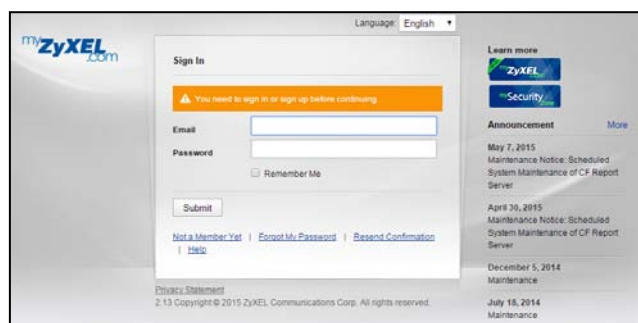 Language: English
myZyXEL.com
Sign In
You need to sign in or sign up before continuing.
Email
Password
Remember Me
Submit
Not a Member Yet | Forgot My Password | Resend Confirmation
| Help
Privacy Statement
2.13 Copyright © 2015 ZyXEL Communications Corp. All rights reserved.
Learn more
my ZyXEL
mySecurity Zone
Announcement More
May 7, 2015
Maintenance Notice: Scheduled
System Maintenance of CF Report
Server
April 30, 2015
Maintenance Notice: Scheduled
System Maintenance of CF Report
Server
December 5, 2014
Maintenance
July 18, 2014
Maintenance